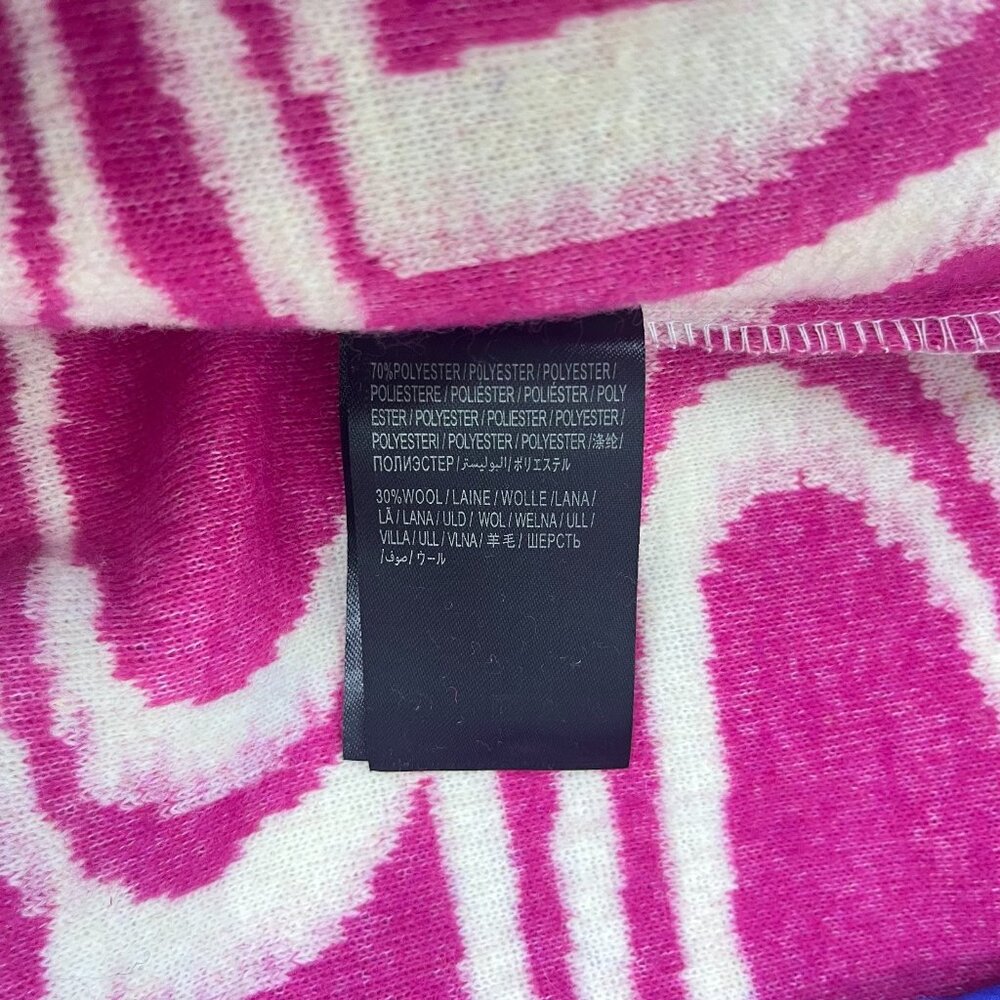 70%POLYESTER / POLYESTER / POLYESTER /
POLIESTERE / POLIÉSTER / POLIÉSTER / POLY
ESTER / POLYESTER / POLIESTER / POLYESTER /
POLYESTERI / POLYESTER / POLYESTER /涤纶/
ПОЛИЭСТЕР/البوليستر/ポリエステル
30%WOOL / LAINE / WOLLE /LANA /
LÃ / LANA / ULD / WOL / WEŁNA / ULL /
VILLA / ULL / VLNA / 羊毛 / ШЕРСТЬ
/صوف/ ウール